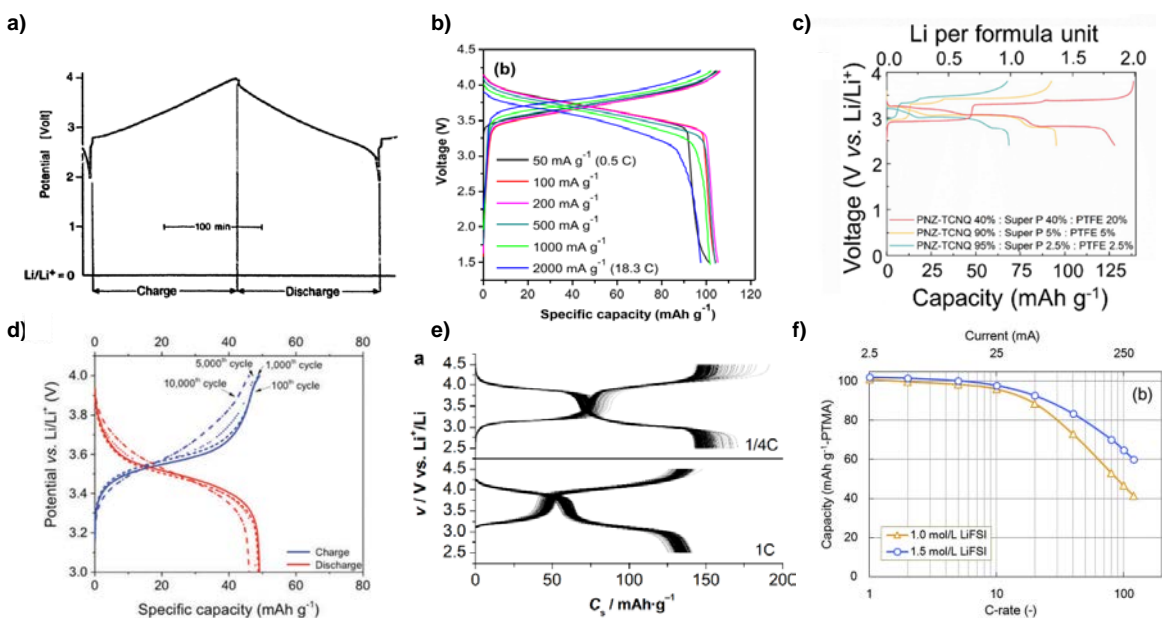 a)
4
3
2
1
Li/Li⁺ = 0
Potential [Volt]
100 min
Charge
Discharge
b)
(b)
4.5
4.0
3.5
3.0
2.5
2.0
1.5
1.0
Voltage (V)
50 mA g⁻¹ (0.5 C)
100 mA g⁻¹
200 mA g⁻¹
500 mA g⁻¹
1000 mA g⁻¹
2000 mA g⁻¹ (18.3 C)
0 20 40 60 80 100 120
Specific capacity (mAh g⁻¹)
c)
Li per formula unit
0.0 0.5 1.0 1.5 2.0
4.0
3
2
1
0.0
Voltage (V vs. Li/Li⁺)
PNZ-TCNQ 40% : Super P 40% : PTFE 20%
PNZ-TCNQ 90% : Super P 5% : PTFE 5%
PNZ-TCNQ 95% : Super P 2.5% : PTFE 2.5%
0 25 50 75 100 125
Capacity (mAh g⁻¹)
d)
0 20 40 60 80
5,000th cycle
1,000th cycle
10,000th cycle
100th cycle
4.0
3.8
3.6
3.4
3.2
3.0
Potential vs. Li/Li⁺ (V)
Charge
Discharge
0 20 40 60 80
Specific capacity (mAh g⁻¹)
e)
a
4.5
4.0
3.5
3.0
2.5
1/4C
4.5
4.0
3.5
3.0
2.5
1C
v / V vs. Li⁺/Li
0 50 100 150 200
Cs / mAh·g⁻¹
f)
Current (mA)
2.5 25 250
(b)
100
80
60
40
20
0
Capacity (mAh g⁻¹-PTMA)
1.0 mol/L LiFSI
1.5 mol/L LiFSI
1 10 100
C-rate (-)